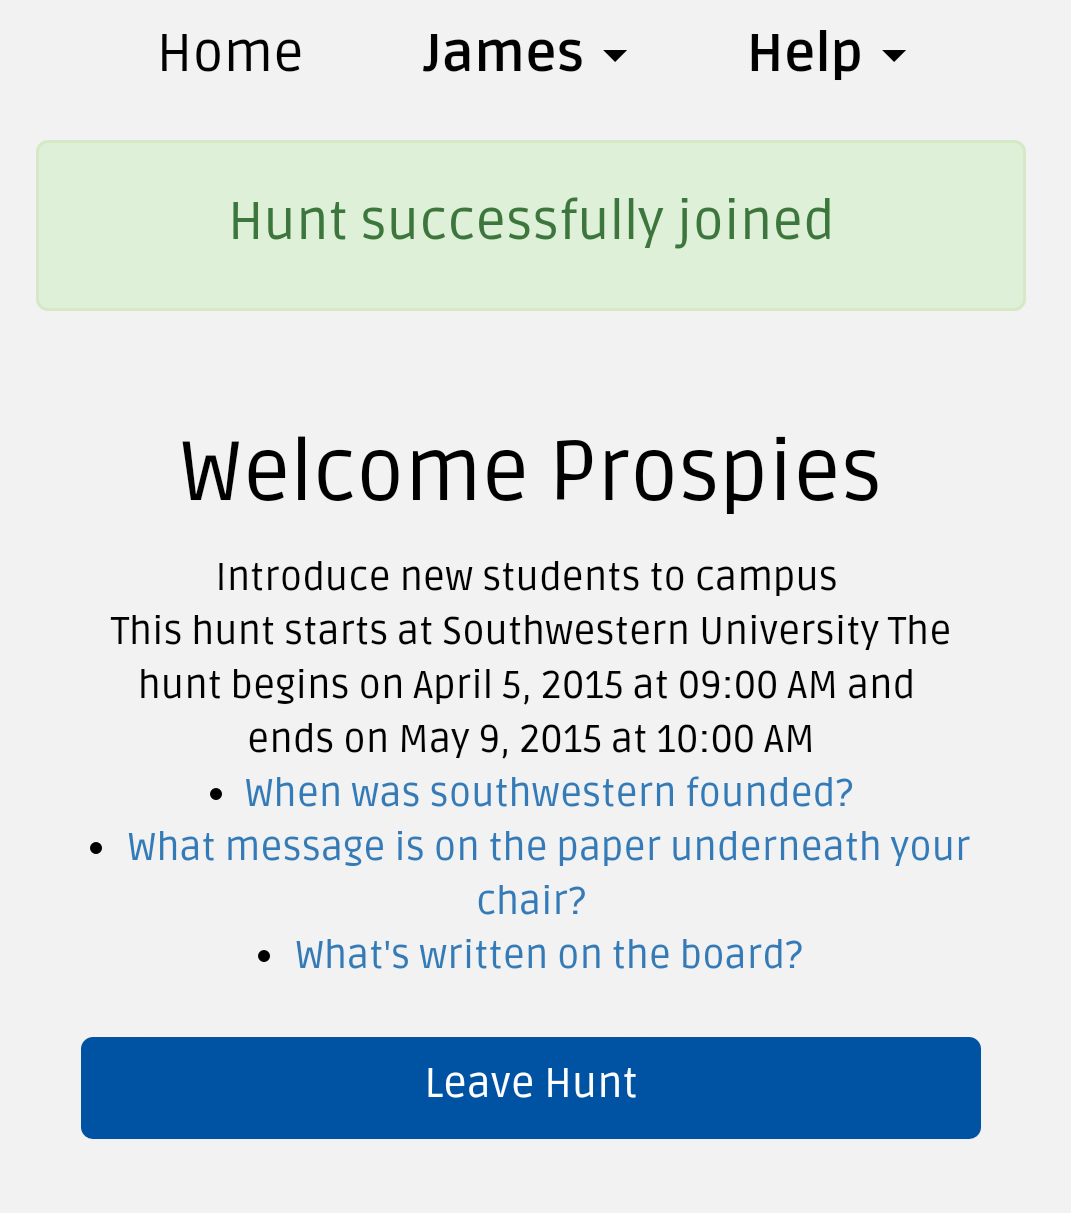 Home James Help
Hunt successfully joined
Welcome Prospies
Introduce new students to campus
This hunt starts at Southwestern University The
hunt begins on April 5, 2015 at 09:00 AM and
ends on May 9, 2015 at 10:00 AM
• When was southwestern founded?
• What message is on the paper underneath your
chair?
• What's written on the board?
Leave Hunt